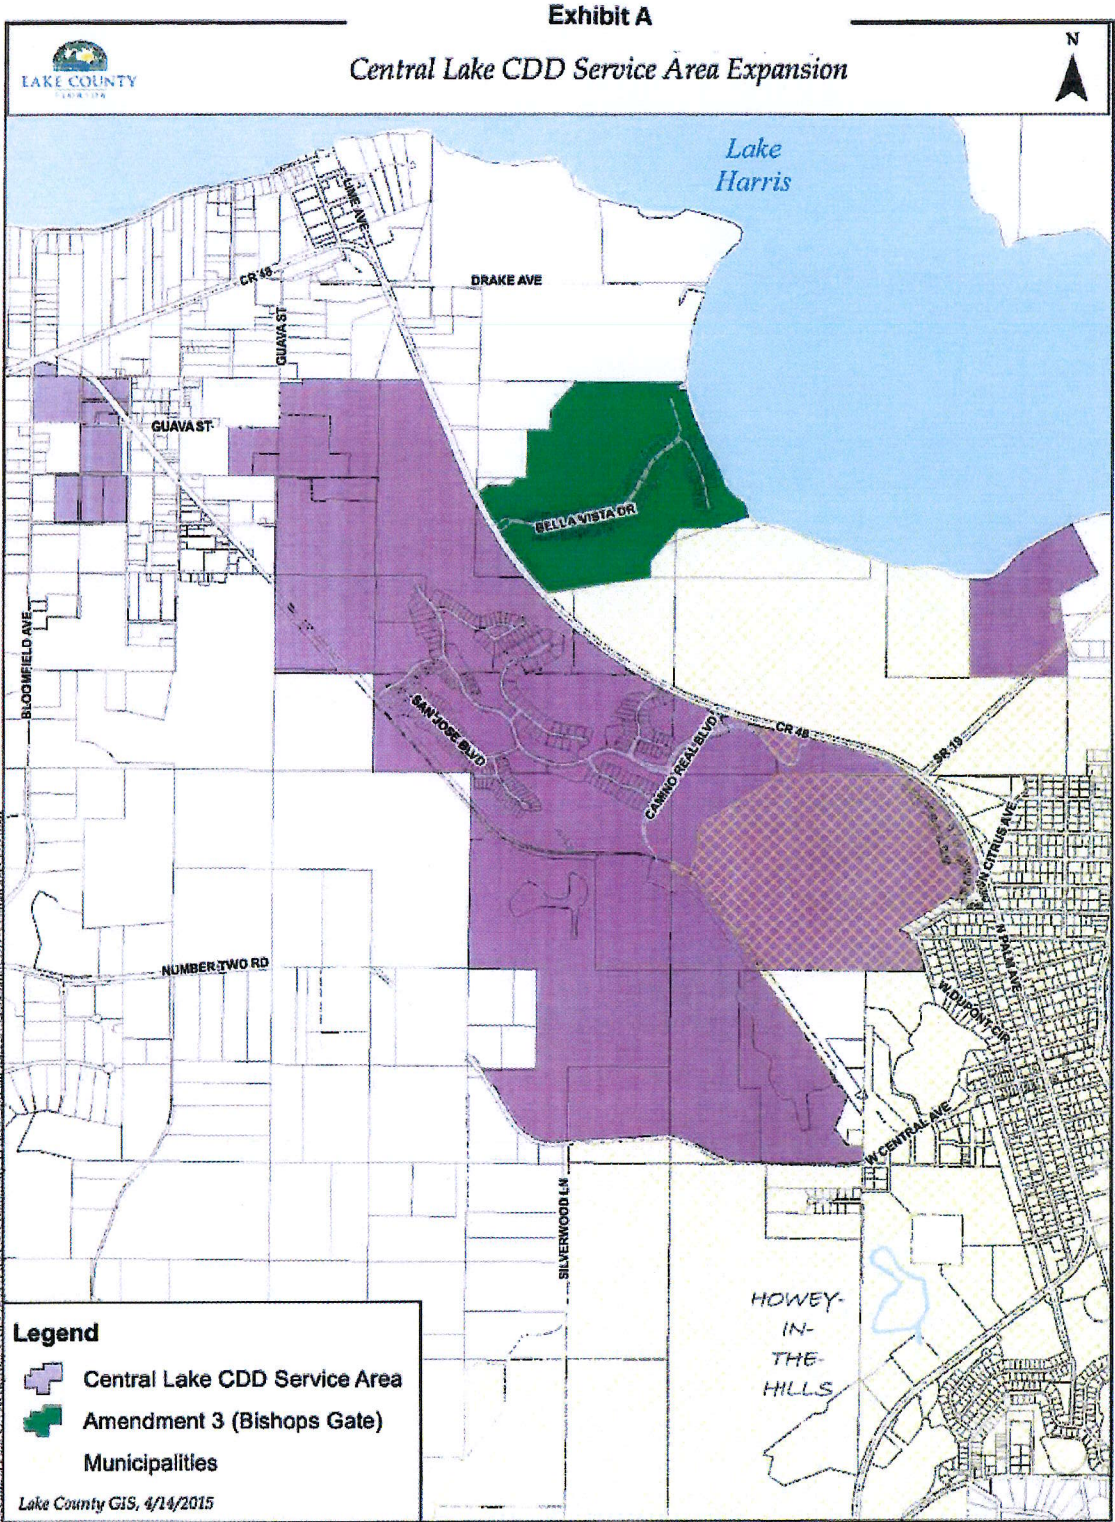 Exhibit A
LAKE COUNTY
FLORIDA
Central Lake CDD Service Area Expansion
N
Lake
Harris
LIME AVE
CR 48
DRAKE AVE
GUAVA ST
GUAVA ST
BELLA VISTA DR
BLOOMFIELD AVE
SAN JOSE BLVD
CAMINO REAL BLVD
CR 48
SR 19
N CITRUS AVE
N PALM AVE
NUMBER TWO RD
W DUPONT CIR
W CENTRAL AVE
SILVERWOOD LN
HOWEY-
IN-
THE-
HILLS
Legend
Central Lake CDD Service Area
Amendment 3 (Bishops Gate)
Municipalities
Lake County GIS, 4/14/2015